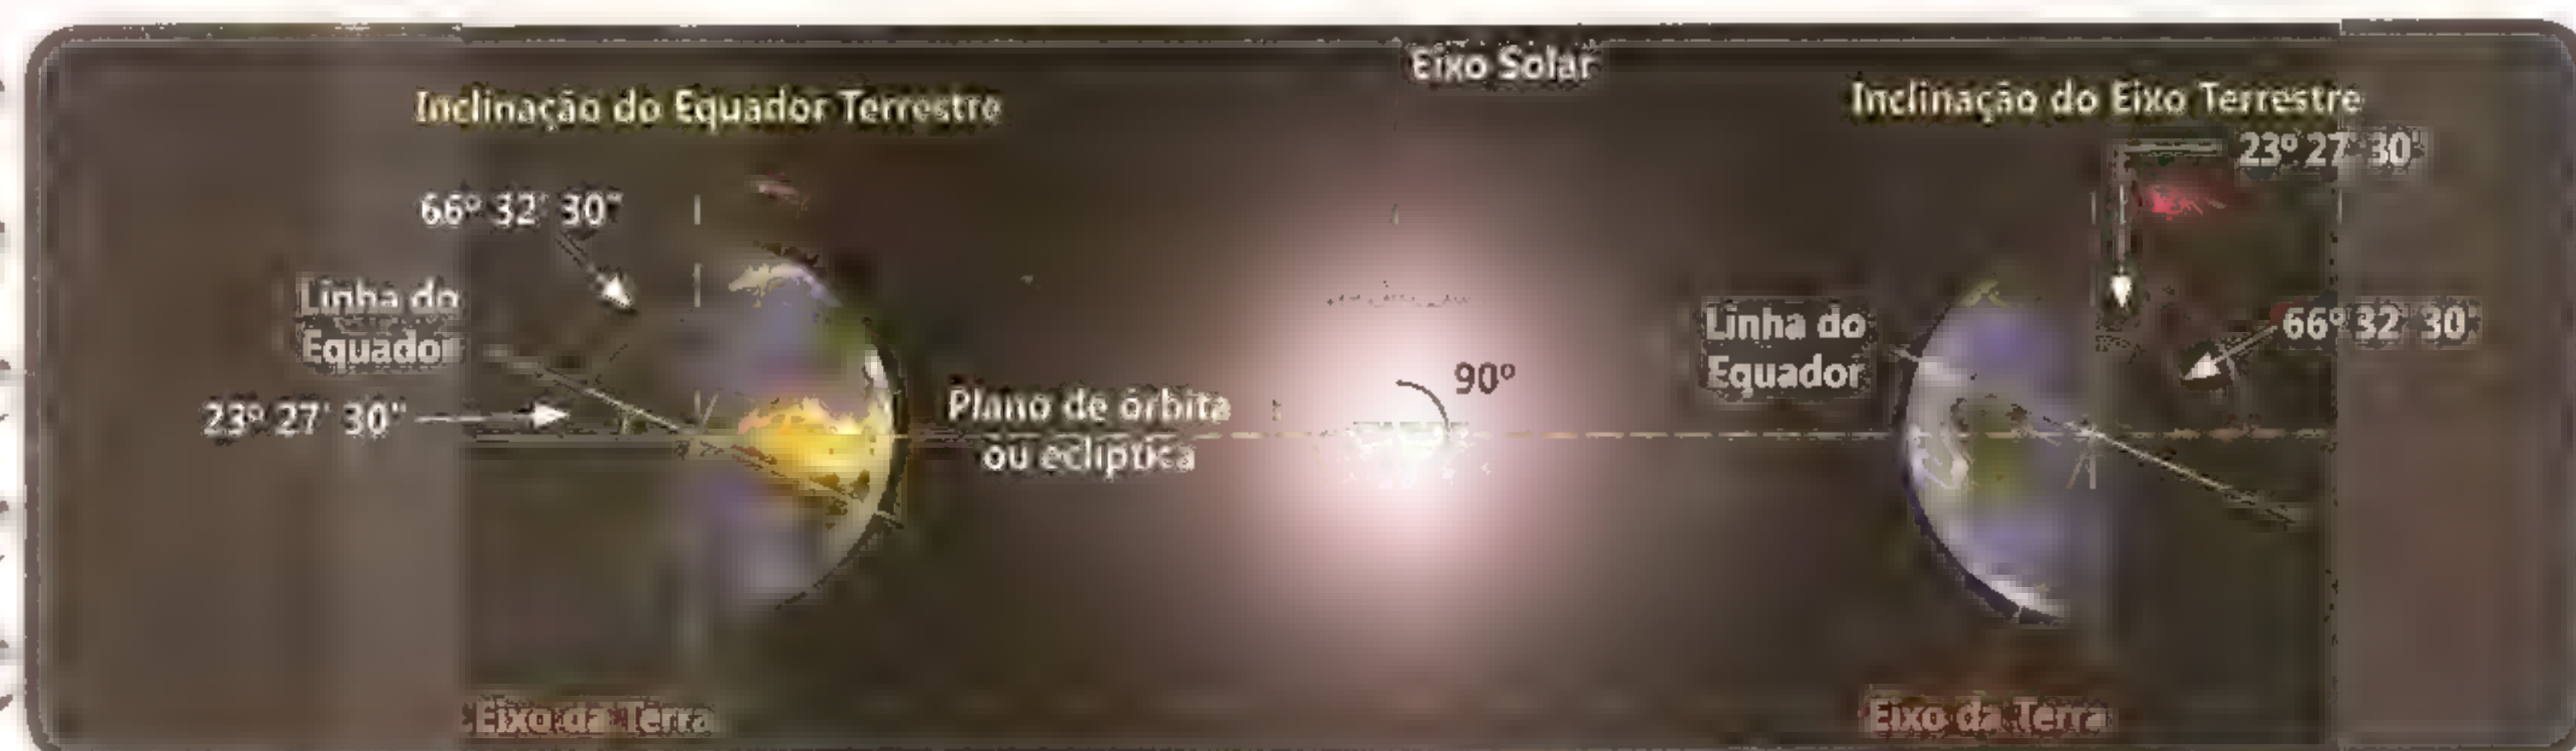 Eixo Solar
Inclinação do Equador Terrestre
Inclinação do Eixo Terrestre
23º 27' 30"
66º 32' 30"
Linha do
Equador
23º 27' 30"
Plano de órbita
ou eclíptica
90º
Linha do
Equador
66º 32' 30"
Eixo da Terra
Eixo da Terra